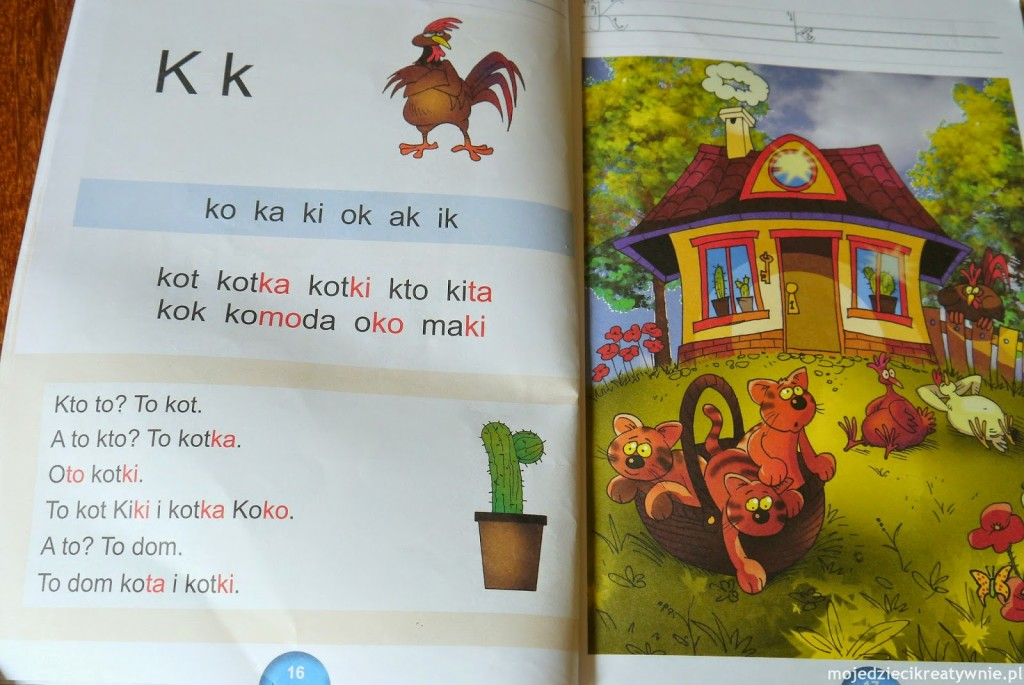 K k
ko ka ki ok ak ik
kot kotka kotki kto kita
kok komoda oko maki
Kto to? To kot.
A to kto? To kotka.
Oto kotki.
To kot Kiki i kotka Koko.
A to? To dom.
To dom kota i kotki.
16
17
mojedziecikreatywnie.pl